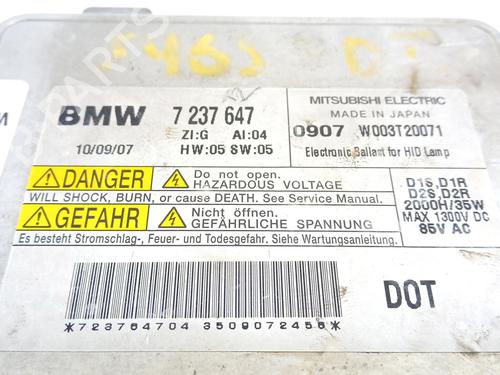 BMW 7 237 647
ZI:G AI:04
10/09/07 HW:05 SW:05
MITSUBISHI ELECTRIC
MADE IN JAPAN
0907 W003T20071
Electronic Ballast for HID Lamp
DANGER
Do not open.
HAZARDOUS VOLTAGE
WILL SHOCK, BURN, or cause DEATH. See Service Manual.
GEFAHR
Nicht öffnen.
GEFÄHRLICHE SPANNUNG
Es besteht Stromschlag-, Feuer- und Todesgefahr. Siehe Wartungsanleitung.
D1S,D1R
D2S,D2R
2000H/35W
MAX 1300V DC
85V AC
DOT
*723764704 3509072456*